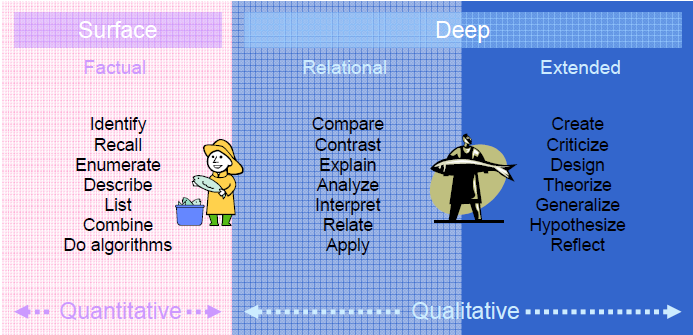 Surface
Deep
Factual
Relational
Extended
Identify
Recall
Enumerate
Describe
List
Combine
Do algorithms
Compare
Contrast
Explain
Analyze
Interpret
Relate
Apply
Create
Criticize
Design
Theorize
Generalize
Hypothesize
Reflect
Quantitative
Qualitative